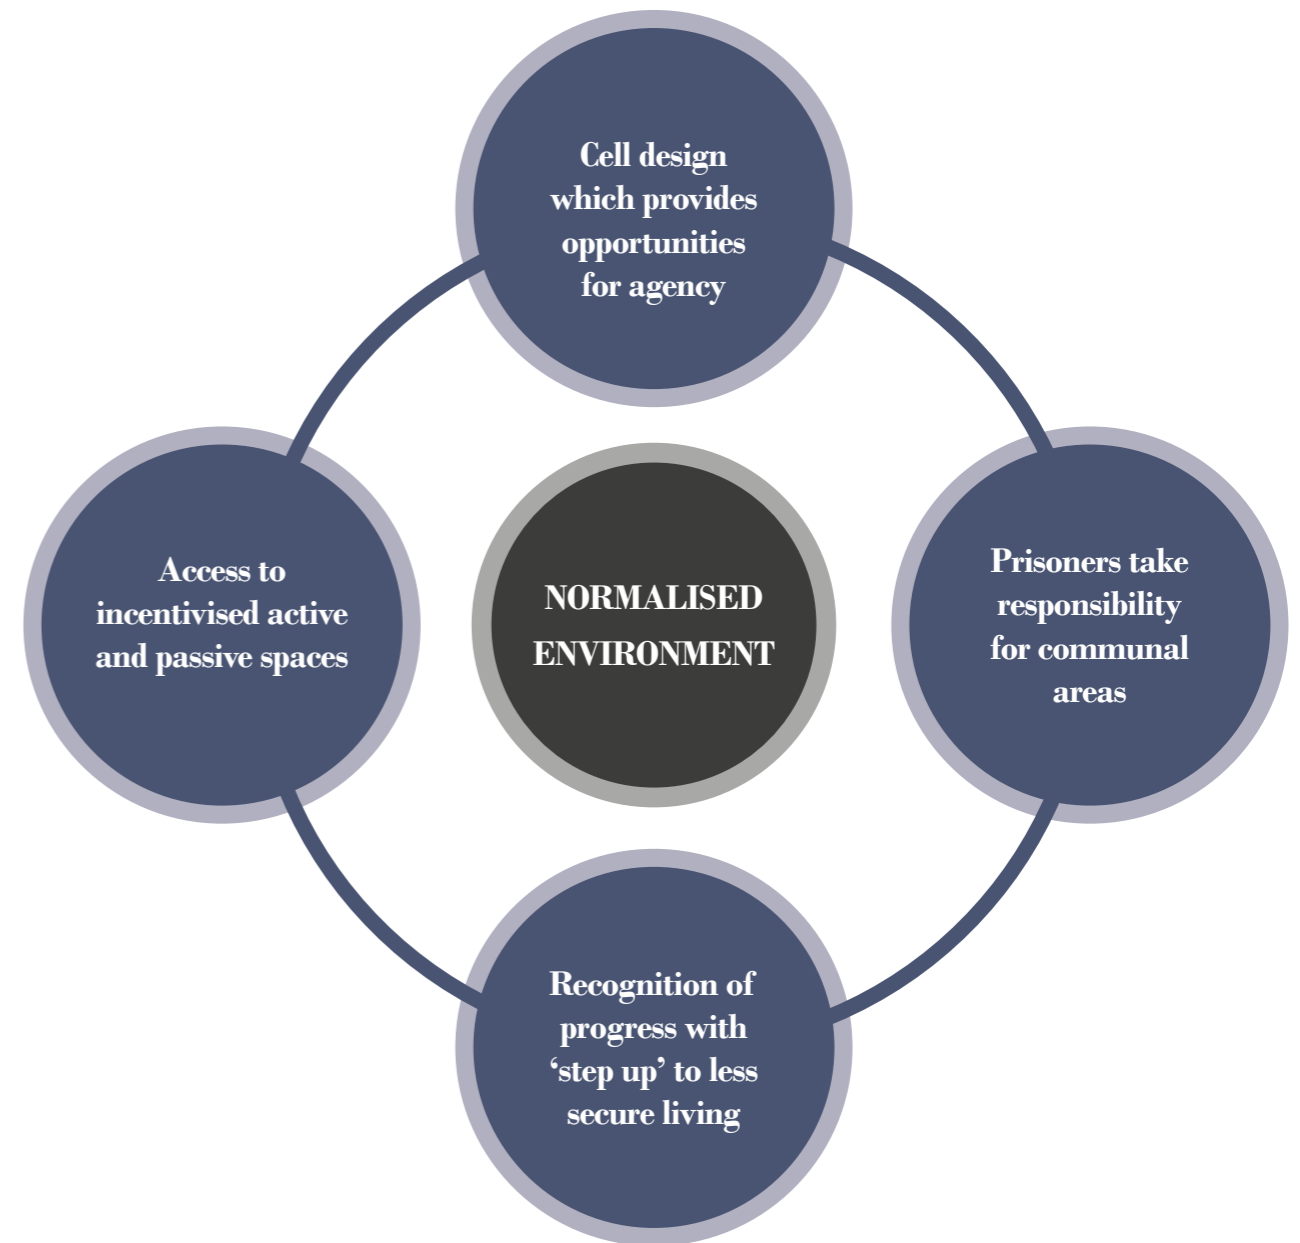 Cell design
which provides
opportunities
for agency
Access to
incentivised active
and passive spaces
NORMALISED
ENVIRONMENT
Prisoners take
responsibility
for communal
areas
Recognition of
progress with
‘step up’ to less
secure living